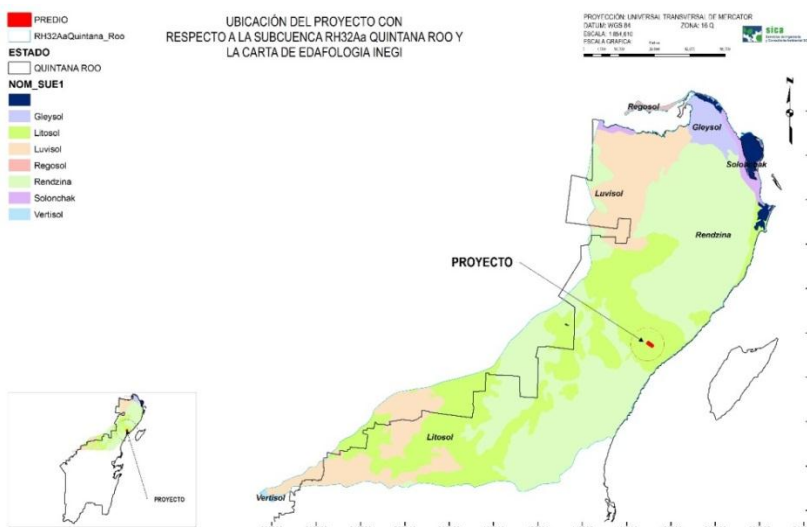 PREDIO
RH32AaQuintana_Roo
ESTADO
QUINTANA ROO
NOM_SUE1
Gleysol
Litosol
Luvisol
Regosol
Rendzina
Solonchak
Vertisol
UBICACIÓN DEL PROYECTO CON
RESPECTO A LA SUBCUENCA RH32Aa QUINTANA ROO Y
LA CARTA DE EDAFOLOGIA INEGI
PROYECCIÓN: UNIVERSAL TRANSVERSAL DE MERCATOR
DATUM: WGS 84
ZONA: 16 Q
ESCALA GRAFICA:
sica
N
Regosol
Gleysol
Solonchak
Luvisol
Rendzina
PROYECTO
Litosol
Vertisol
PROYECTO